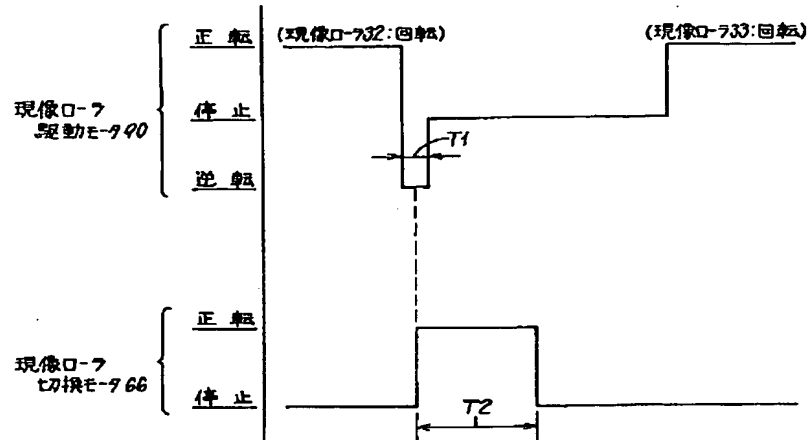 正転 (現像ローラ32:回転) (現像ローラ33:回転)
現像ローラ
駆動モータ90
停止
T1
逆転
正転
現像ローラ
切換モータ66
停止
T2